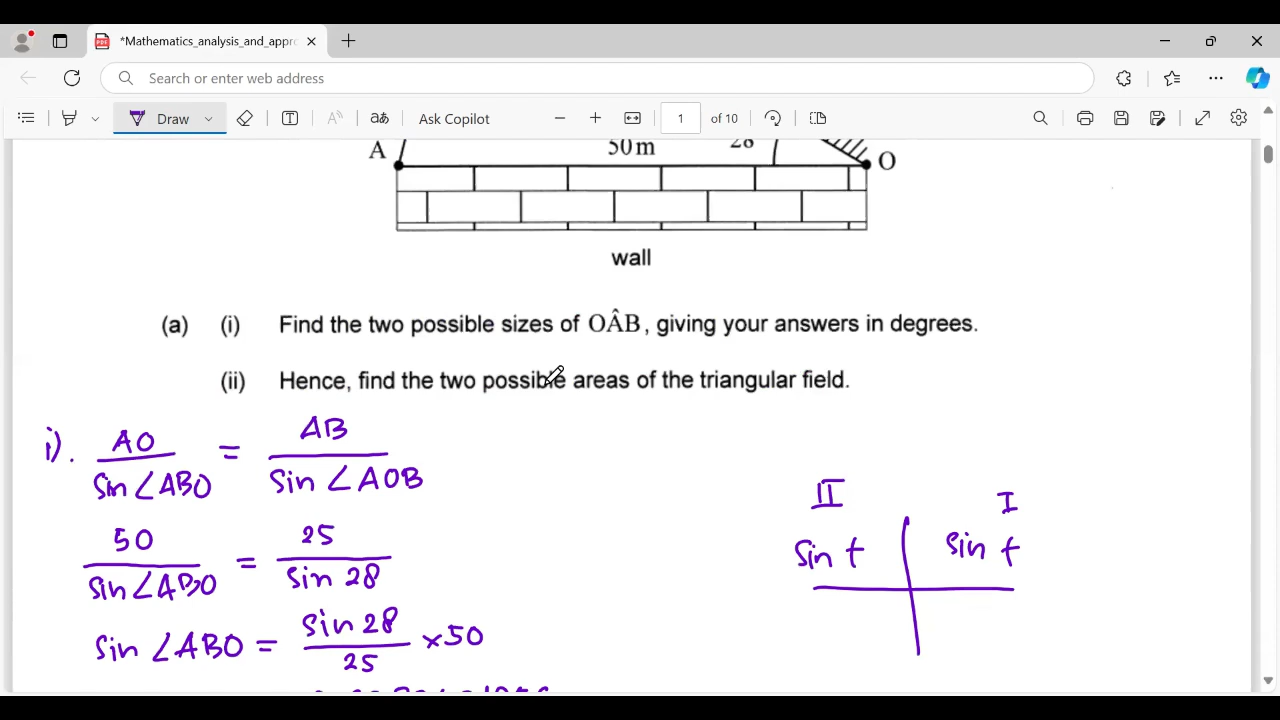 *Mathematics_analysis_and_appro
Search or enter web address
Draw
Ask Copilot
1 of 10
A
50 m
28
O
wall
(a) (i) Find the two possible sizes of OÂB, giving your answers in degrees.
(ii) Hence, find the two possible areas of the triangular field.
i). AO / sin ∠ABO = AB / sin ∠AOB
50 / sin ∠ABO = 25 / sin 28
sin ∠ABO = sin 28 / 25 × 50
II
I
sin +
sin +